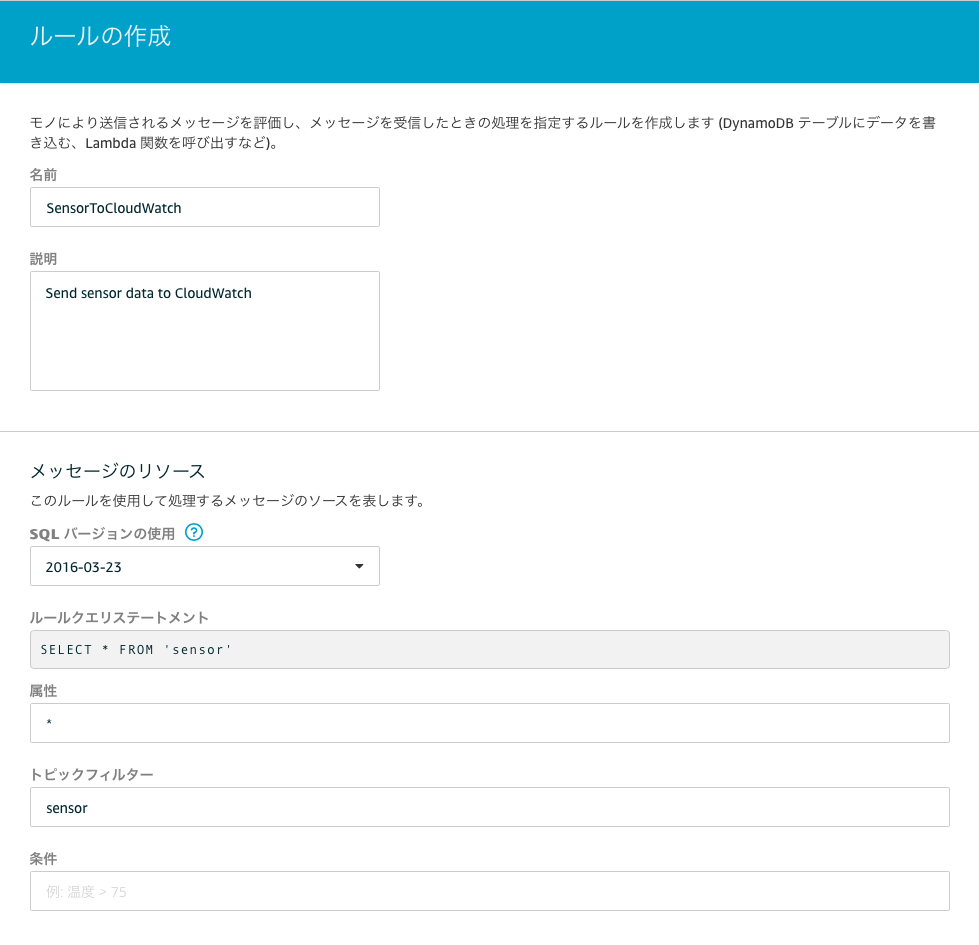 ルールの作成
モノにより送信されるメッセージを評価し、メッセージを受信したときの処理を指定するルールを作成します (DynamoDB テーブルにデータを書
き込む、Lambda 関数を呼び出すなど)。
名前
SensorToCloudWatch
説明
Send sensor data to CloudWatch
メッセージのリソース
このルールを使用して処理するメッセージのソースを表します。
SQL バージョンの使用 ?
2016-03-23
ルールクエリステートメント
SELECT * FROM 'sensor'
属性
*
トピックフィルター
sensor
条件
例: 温度 > 75